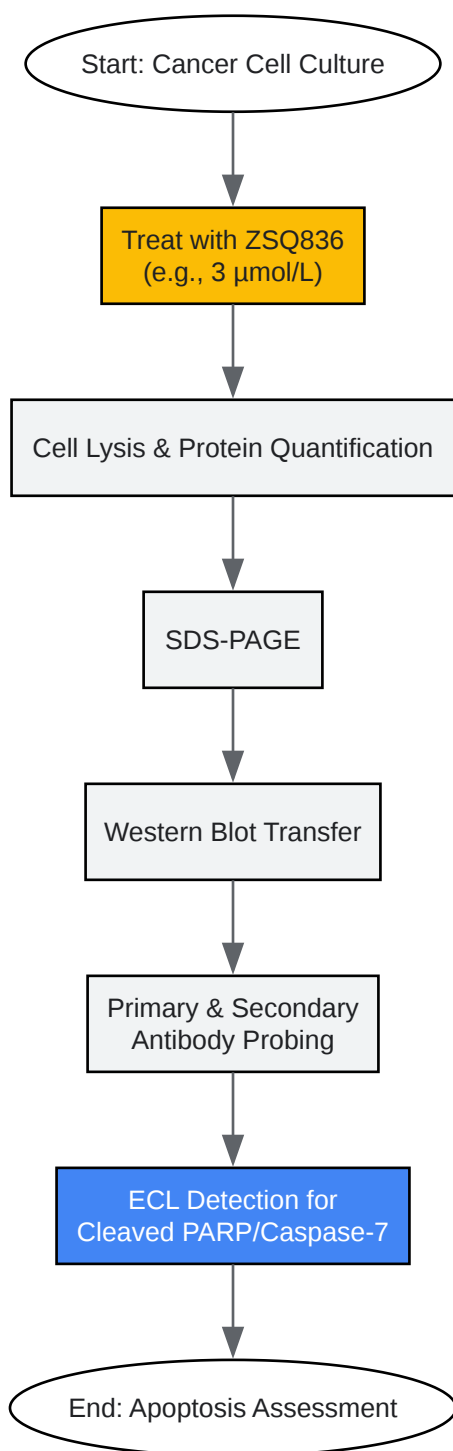 Start: Cancer Cell Culture
Treat with ZSQ836
(e.g., 3 µmol/L)
Cell Lysis & Protein Quantification
SDS-PAGE
Western Blot Transfer
Primary & Secondary
Antibody Probing
ECL Detection for
Cleaved PARP/Caspase-7
End: Apoptosis Assessment